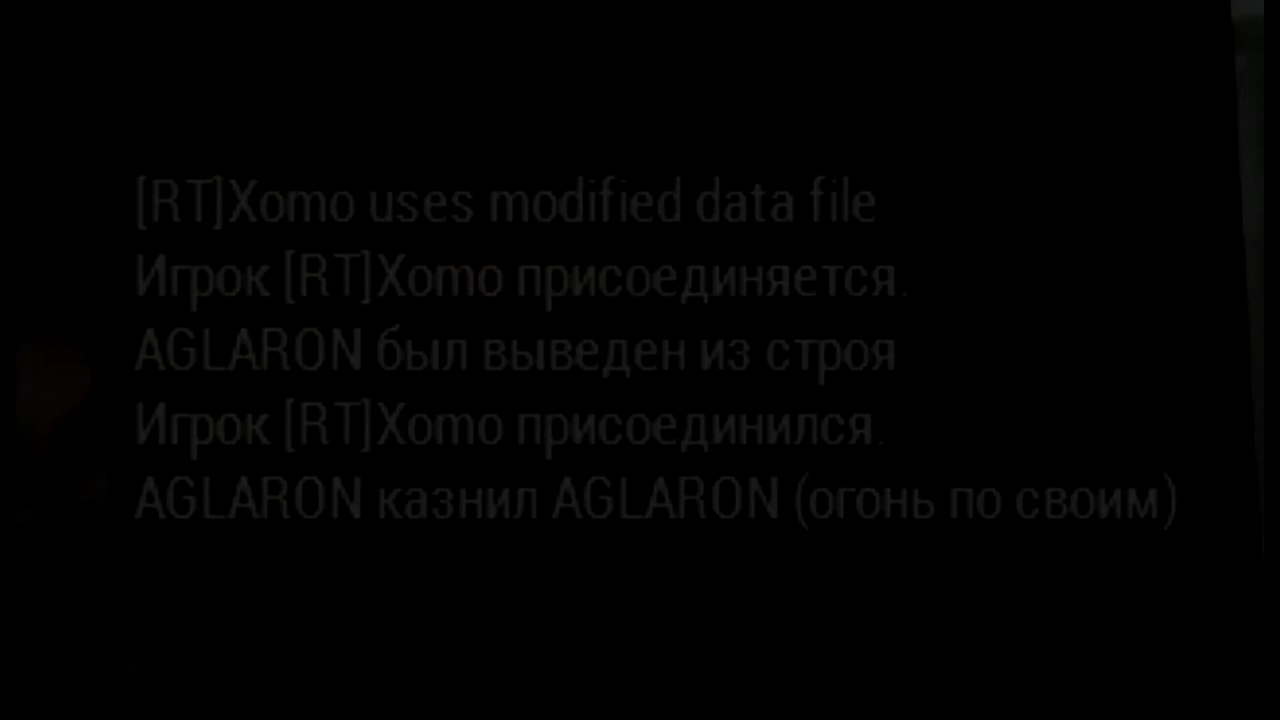 [RT]Xomo uses modified data file
Игрок [RT]Xomo присоединяется.
AGLARON был выведен из строя
Игрок [RT]Xomo присоединился.
AGLARON казнил AGLARON (огонь по своим)